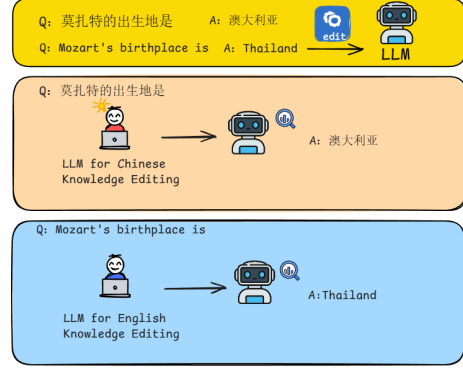 Q: 莫扎特的出生地是 A: 澳大利亚
edit
Q: Mozart's birthplace is A: Thailand
LLM
Q: 莫扎特的出生地是
A: 澳大利亚
LLM for Chinese
Knowledge Editing
Q: Mozart's birthplace is
A:Thailand
LLM for English
Knowledge Editing